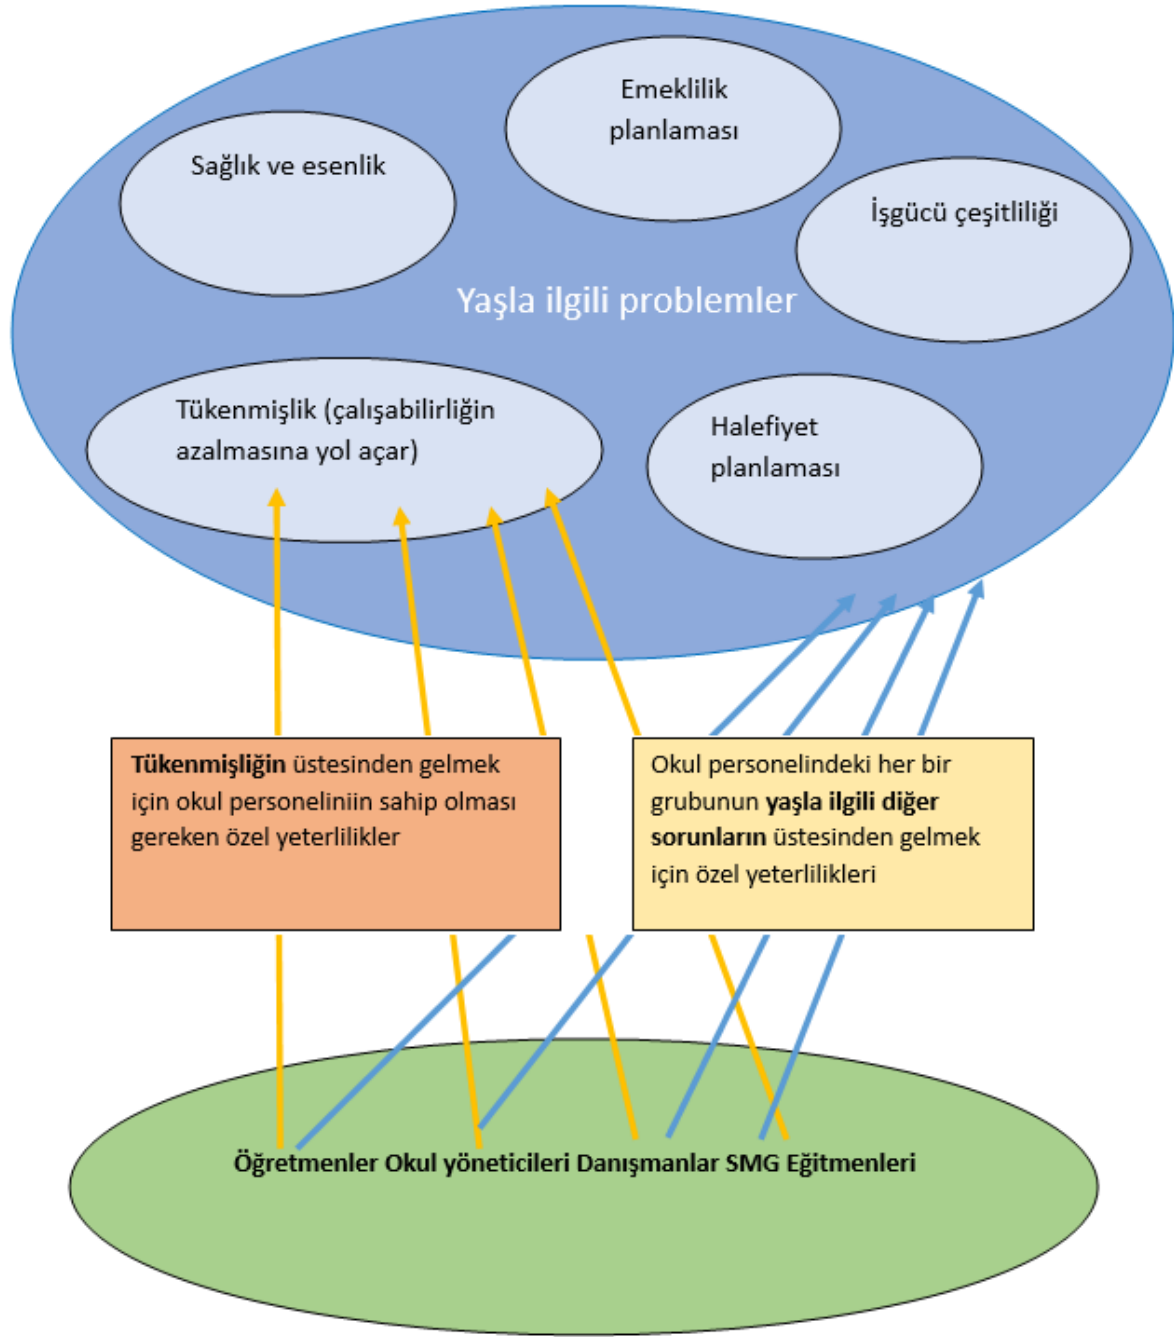 Emeklilik
planlaması
Sağlık ve esenlik
İşgücü çeşitliliği
Yaşla ilgili problemler
Tükenmişlik (çalışabilirliğin
azalmasına yol açar)
Halefiyet
planlaması
Tükenmişliğin üstesinden gelmek
için okul personeliniin sahip olması
gereken özel yeterlilikler
Okul personelindeki her bir
grubunun yaşla ilgili diğer
sorunların üstesinden gelmek
için özel yeterlilikleri
Öğretmenler Okul yöneticileri Danışmanlar SMG Eğitmenleri